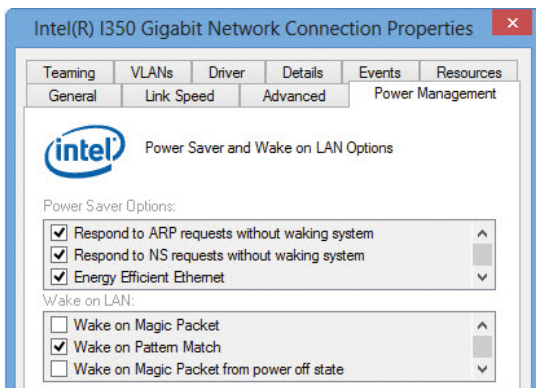 Intel(R) I350 Gigabit Network Connection Properties
Teaming VLANs Driver Details Events Resources
General Link Speed Advanced Power Management
intel Power Saver and Wake on LAN Options
Power Saver Options:
Respond to ARP requests without waking system
Respond to NS requests without waking system
Energy Efficient Ethernet
Wake on LAN:
Wake on Magic Packet
Wake on Pattern Match
Wake on Magic Packet from power off state